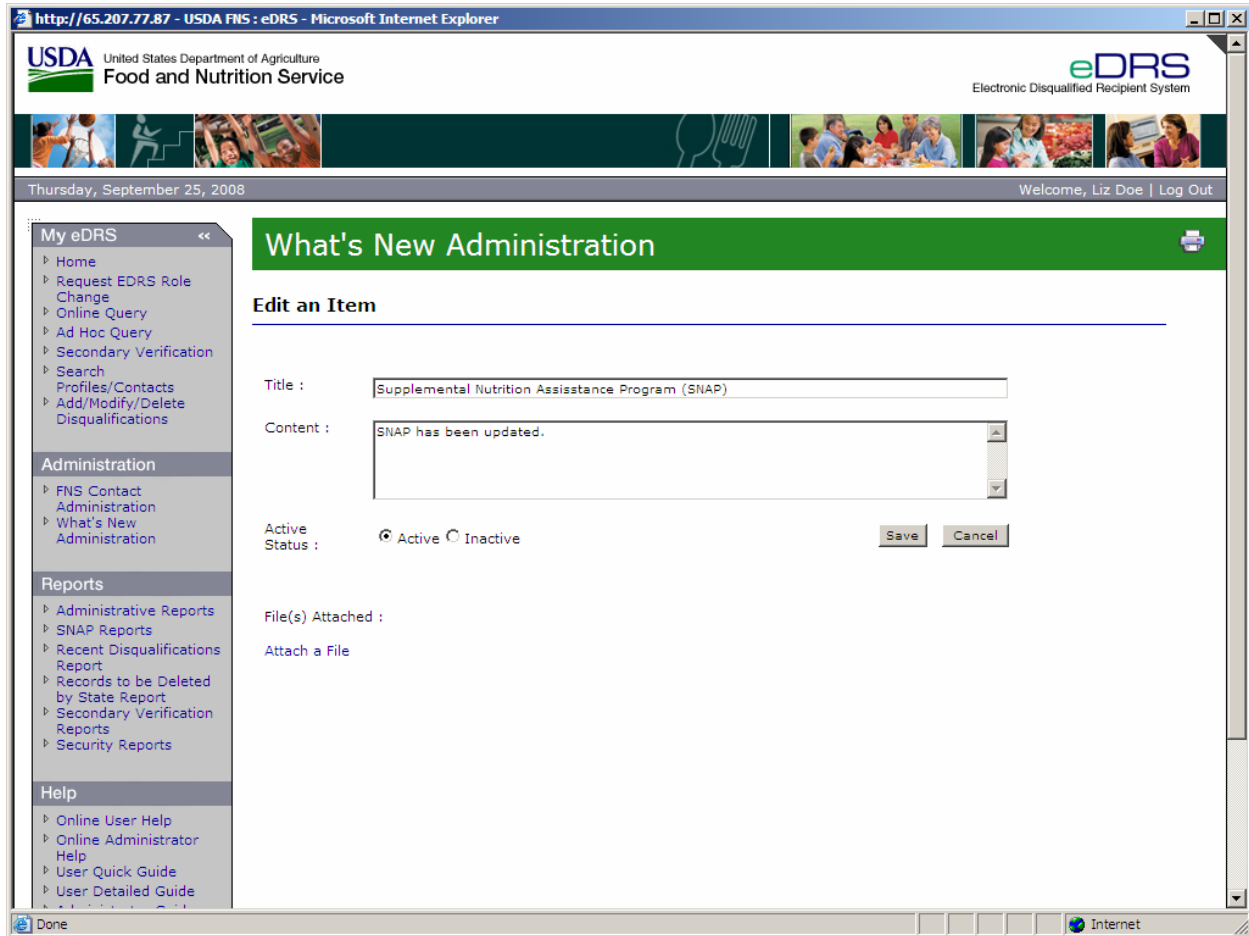 http://65.207.77.87 - USDA FNS : eDRS - Microsoft Internet Explorer
USDA United States Department of Agriculture
Food and Nutrition Service
eDRS
Electronic Disqualified Recipient System
Thursday, September 25, 2008
Welcome, Liz Doe | Log Out
My eDRS <<
Home
Request EDRS Role
Change
Online Query
Ad Hoc Query
Secondary Verification
Search
Profiles/Contacts
Add/Modify/Delete
Disqualifications
Administration
FNS Contact
Administration
What's New
Administration
Reports
Administrative Reports
SNAP Reports
Recent Disqualifications
Report
Records to be Deleted
by State Report
Secondary Verification
Reports
Security Reports
Help
Online User Help
Online Administrator
Help
User Quick Guide
User Detailed Guide
What's New Administration
Edit an Item
Title : Supplemental Nutrition Assisstance Program (SNAP)
Content : SNAP has been updated.
Active
Status : Active Inactive
Save Cancel
File(s) Attached :
Attach a File
Done
Internet